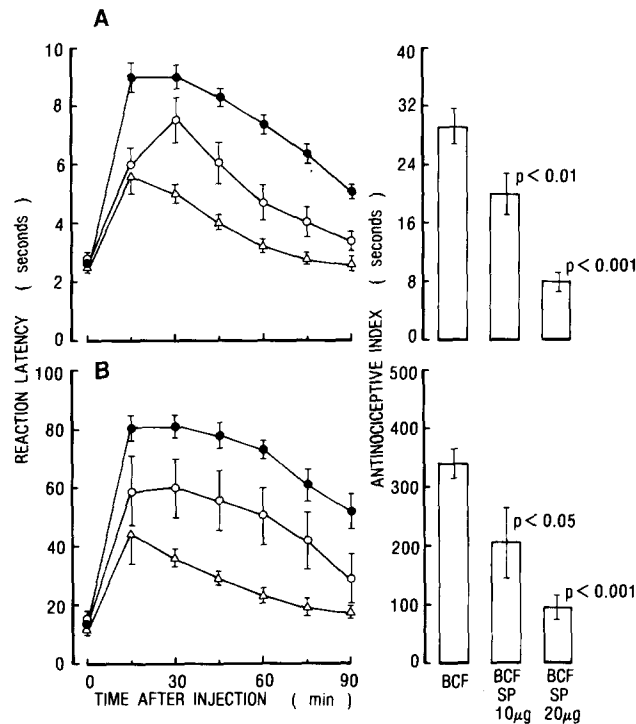 A
10
8
6
4
2
0
REACTION LATENCY ( seconds )
40
32
24
16
8
0
p < 0.01
p < 0.001
ANTINOCICEPTIVE INDEX ( seconds )
B
100
80
60
40
20
0
0 30 60 90
TIME AFTER INJECTION ( min )
500
400
300
200
100
0
p < 0.05
p < 0.001
BCF
BCF
SP
10µg
BCF
SP
20µg